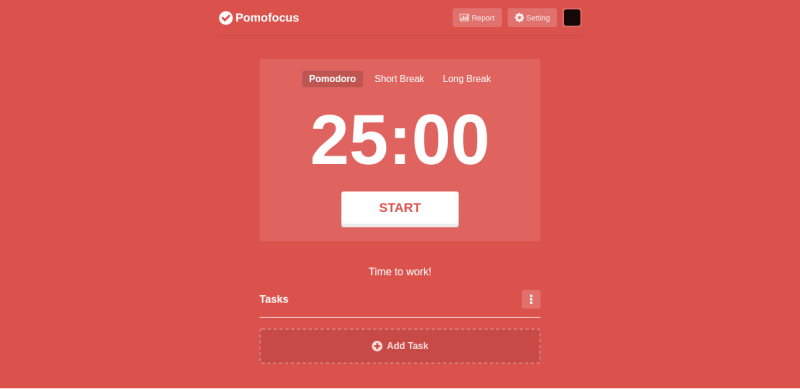 Pomofocus
Report
Setting
Pomodoro
Short Break
Long Break
25:00
START
Time to work!
Tasks
Add Task